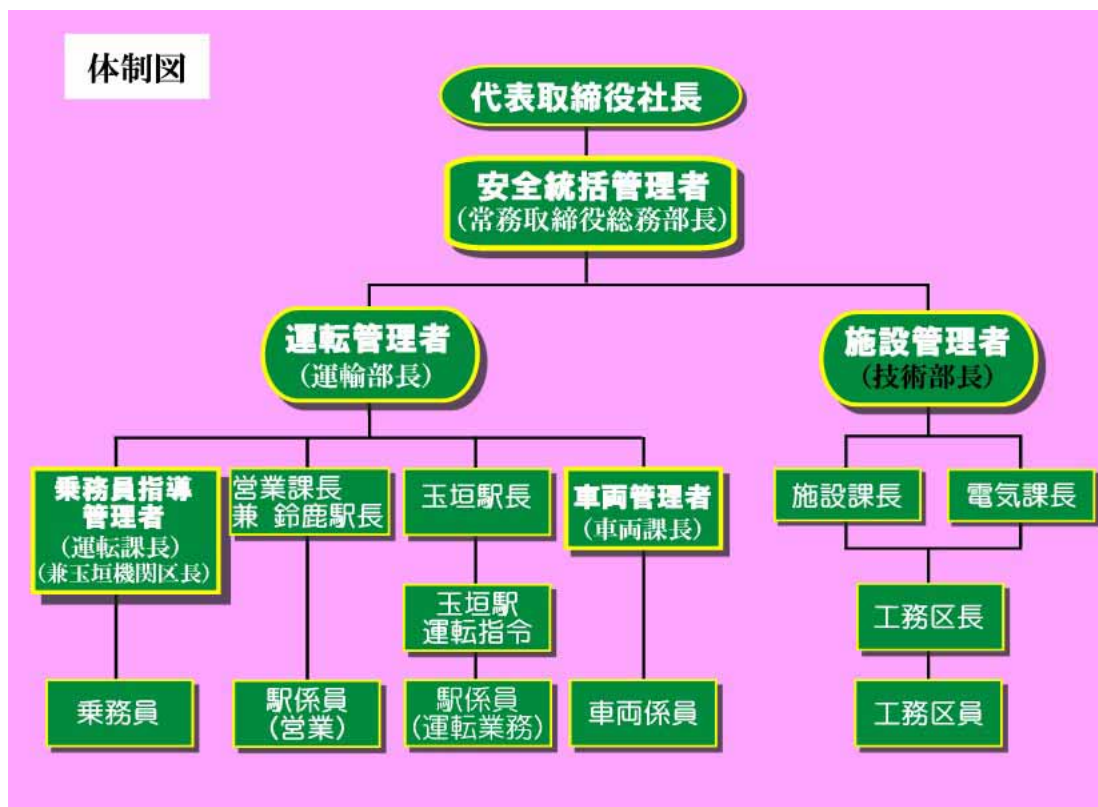 体制図
代表取締役社長
安全統括管理者
(常務取締役総務部長)
運転管理者
(運輸部長)
施設管理者
(技術部長)
乗務員指導
管理者
(運転課長)
(兼玉垣機関区長)
営業課長
兼 鈴鹿駅長
玉垣駅長
車両管理者
(車両課長)
施設課長
電気課長
玉垣駅
運転指令
工務区長
乗務員
駅係員
(営業)
駅係員
(運転業務)
車両係員
工務区員